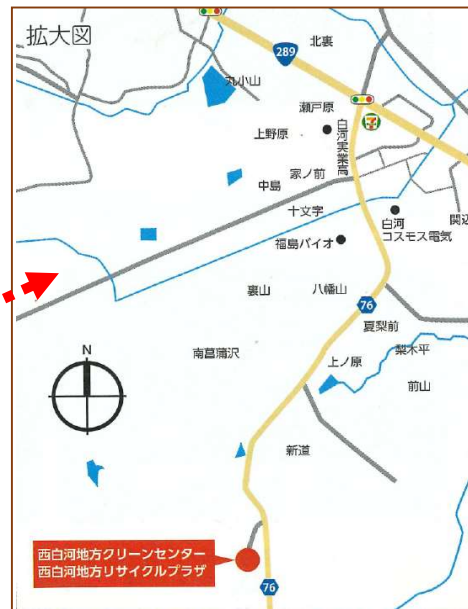 拡大図
289
北裏
丸小山
瀬戸原
上野原
白河実業高
7
家ノ前
中島
十文字
関辺
白河
コスモス電気
福島バイオ
裏山
八幡山
76
夏梨前
N
南菖蒲沢
上ノ原
梨木平
前山
新道
西白河地方クリーンセンター
西白河地方リサイクルプラザ
76